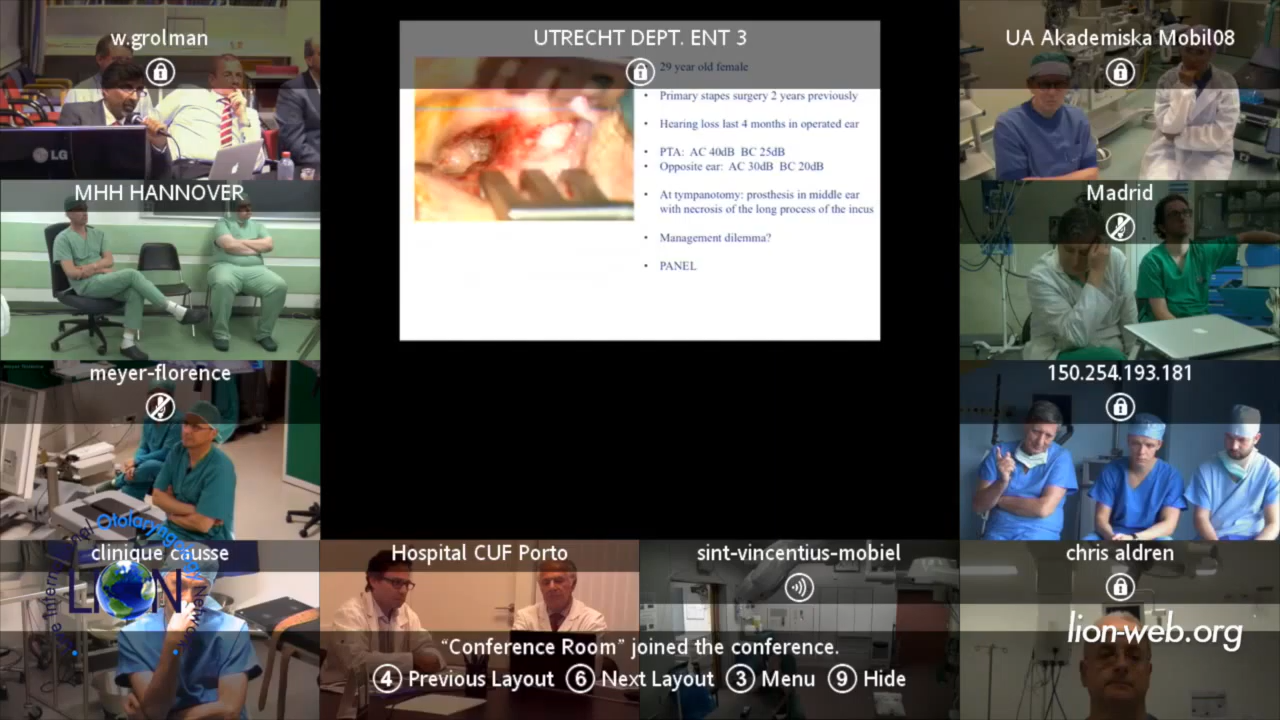 w.grolman
UTRECHT DEPT. ENT 3
UA Akademiska Mobil08
29 year old female
• Primary stapes surgery 2 years previously
• Hearing loss last 4 months in operated ear
• PTA: AC 40dB BC 25dB
• Opposite ear: AC 30dB BC 20dB
• At tympanotomy: prosthesis in middle ear
with necrosis of the long process of the incus
• Management dilemma?
• PANEL
LG
MHH HANNOVER
Madrid
meyer-florence
150.254.193.181
clinique causse
Hospital CUF Porto
sint-vincentius-mobiel
chris aldren
Otolaryngology
Network
LION
lion-web.org
“Conference Room” joined the conference.
4 Previous Layout 6 Next Layout 3 Menu 9 Hide